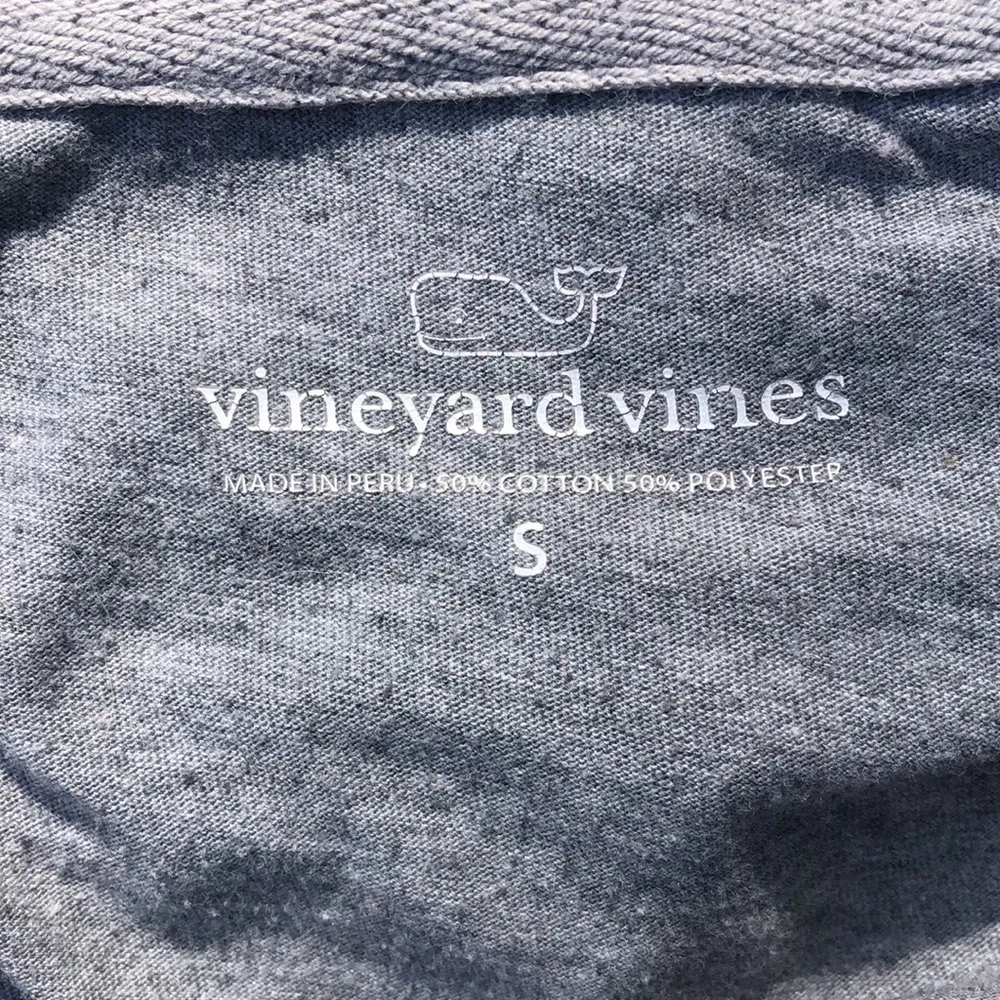 vineyard vines
MADE IN PERU • 50% COTTON 50% POLYESTER
S